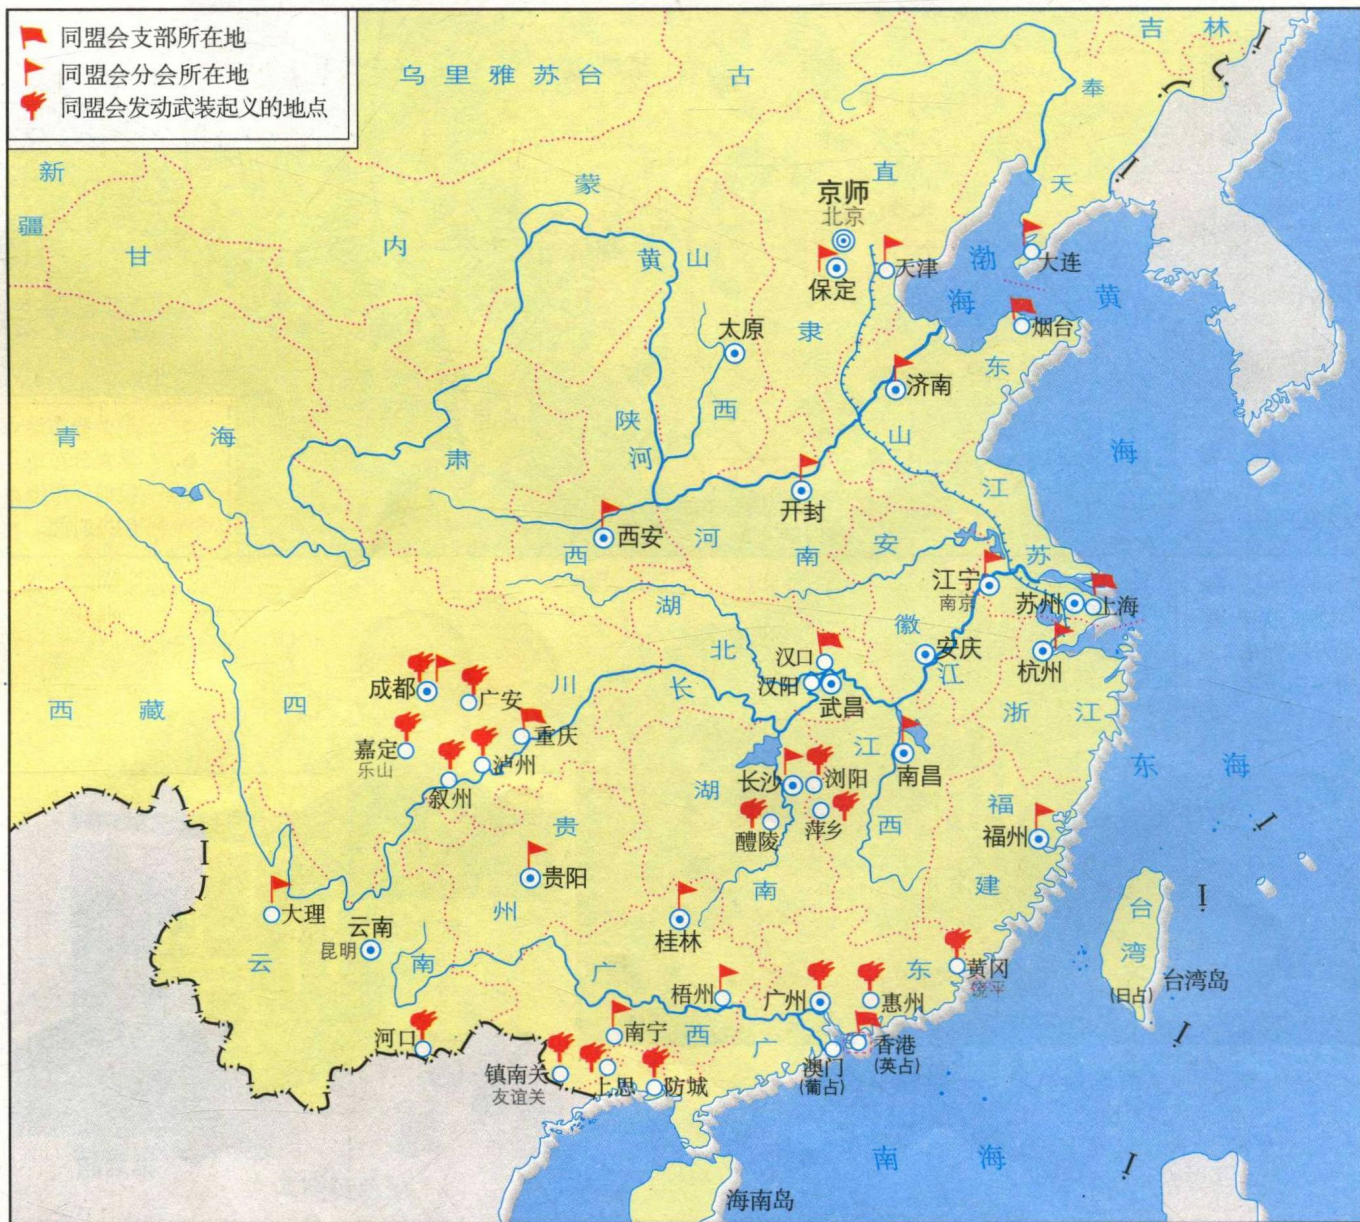 同盟会支部所在地
同盟会分会所在地
同盟会发动武装起义的地点
吉林
乌里雅苏台
古
奉
天
新
疆
甘
内
蒙
直
隶
京师
北京
保定
天津
大连
渤
海
黄
海
烟台
黄
河
山
西
太原
济南
东
山
陕
西
肃
青海
西安
开封
河南
安
徽
江
苏
江宁
南京
苏州
上海
杭州
安庆
湖
北
汉口
汉阳
武昌
长
江
西藏
四
川
成都
广安
重庆
嘉定
乐山
泸州
叙州
浙江
东海
江
西
南昌
湖
南
长沙
浏阳
醴陵
萍乡
福
建
福州
贵
州
贵阳
大理
云南
昆明
云
南
桂林
台
湾
(日占)
台湾岛
广
西
梧州
广州
惠州
东
黄冈
饶平
河口
南宁
广
香港
(英占)
澳门
(葡占)
镇南关
友谊关
上思
防城
南海
海南岛